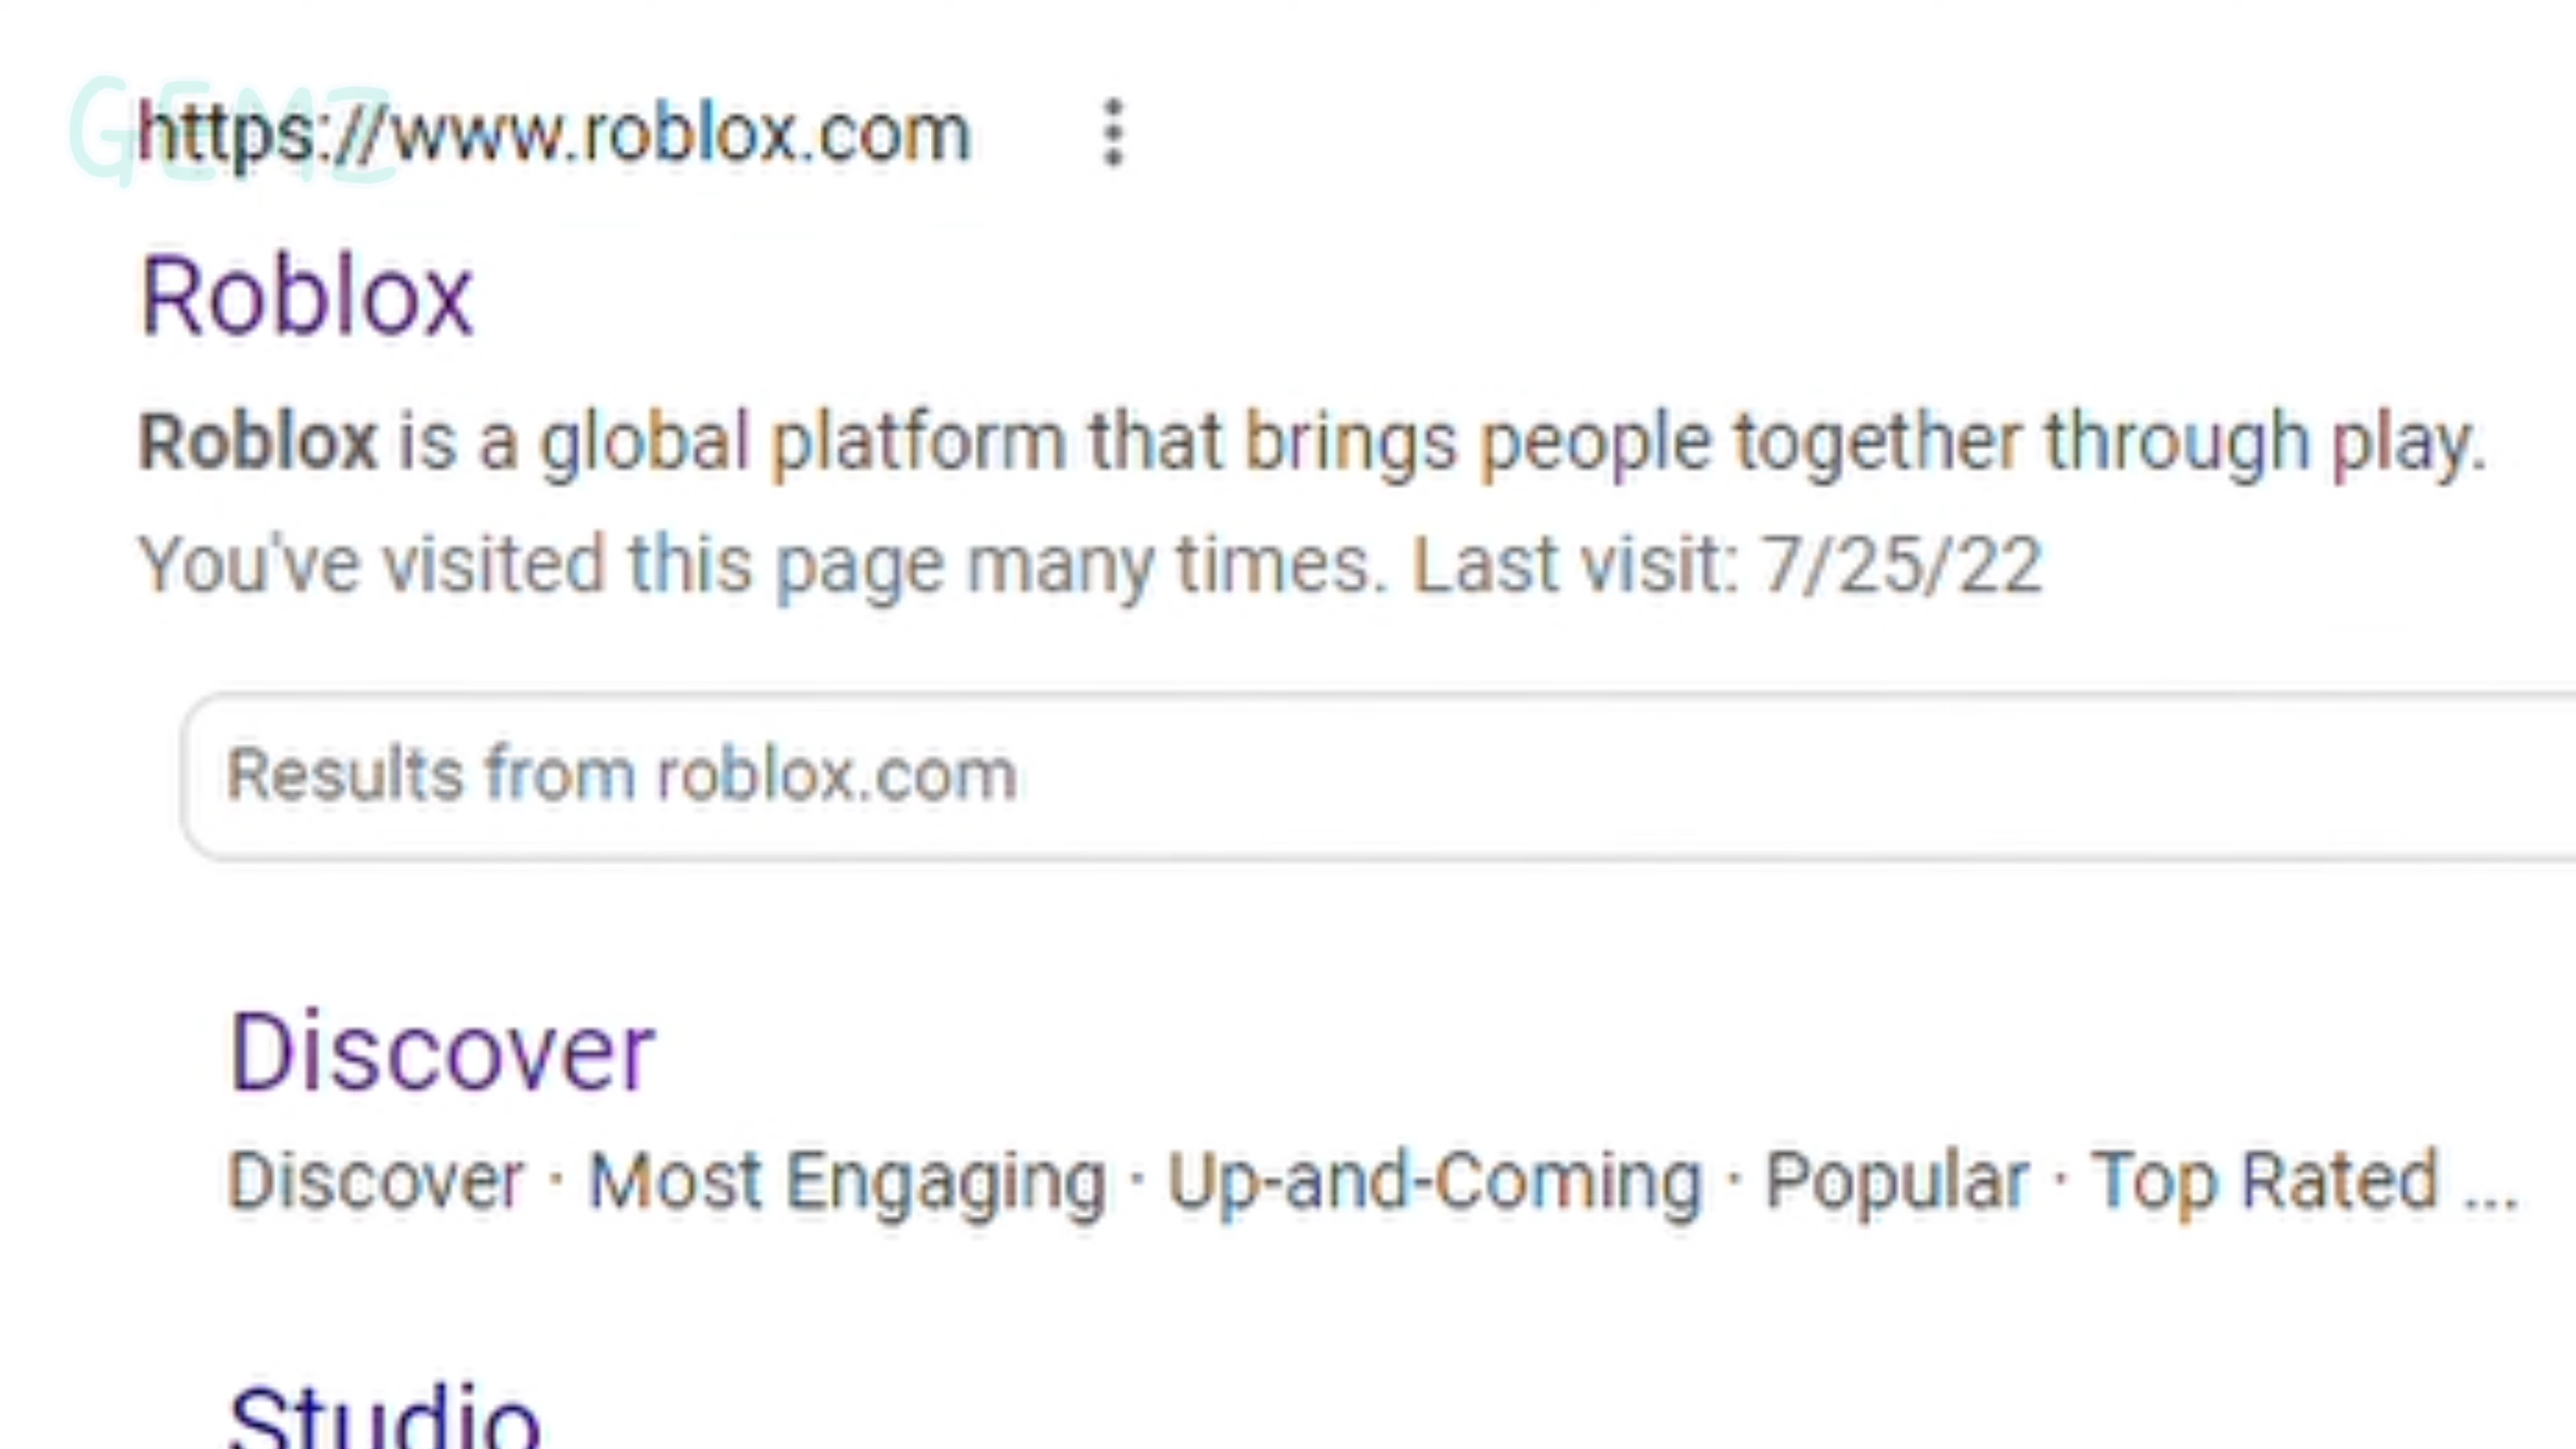 GEMZ
https://www.roblox.com
Roblox
Roblox is a global platform that brings people together through play.
You've visited this page many times. Last visit: 7/25/22
Results from roblox.com
Discover
Discover · Most Engaging · Up-and-Coming · Popular · Top Rated ...
Studio